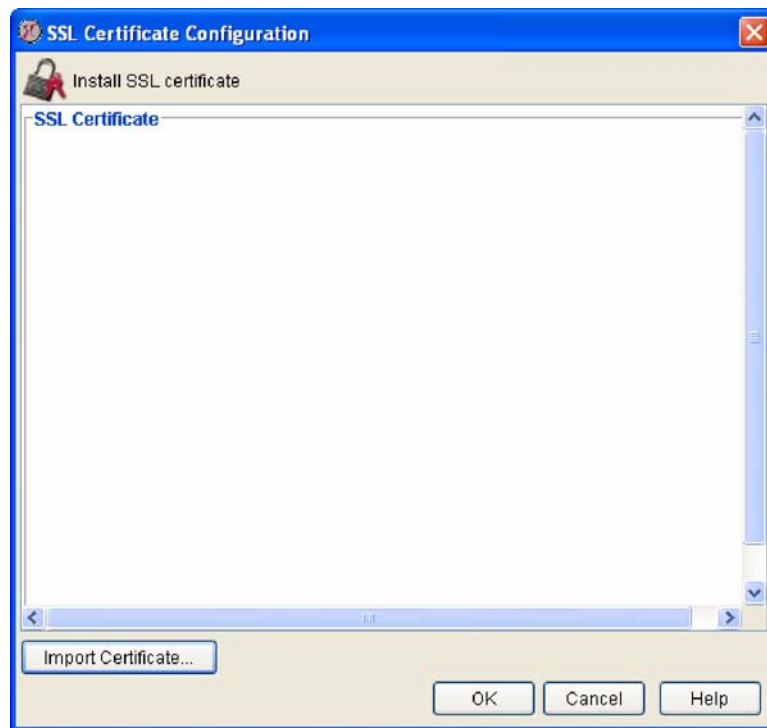 SSL Certificate Configuration
Install SSL certificate
SSL Certificate
Import Certificate...
OK Cancel Help